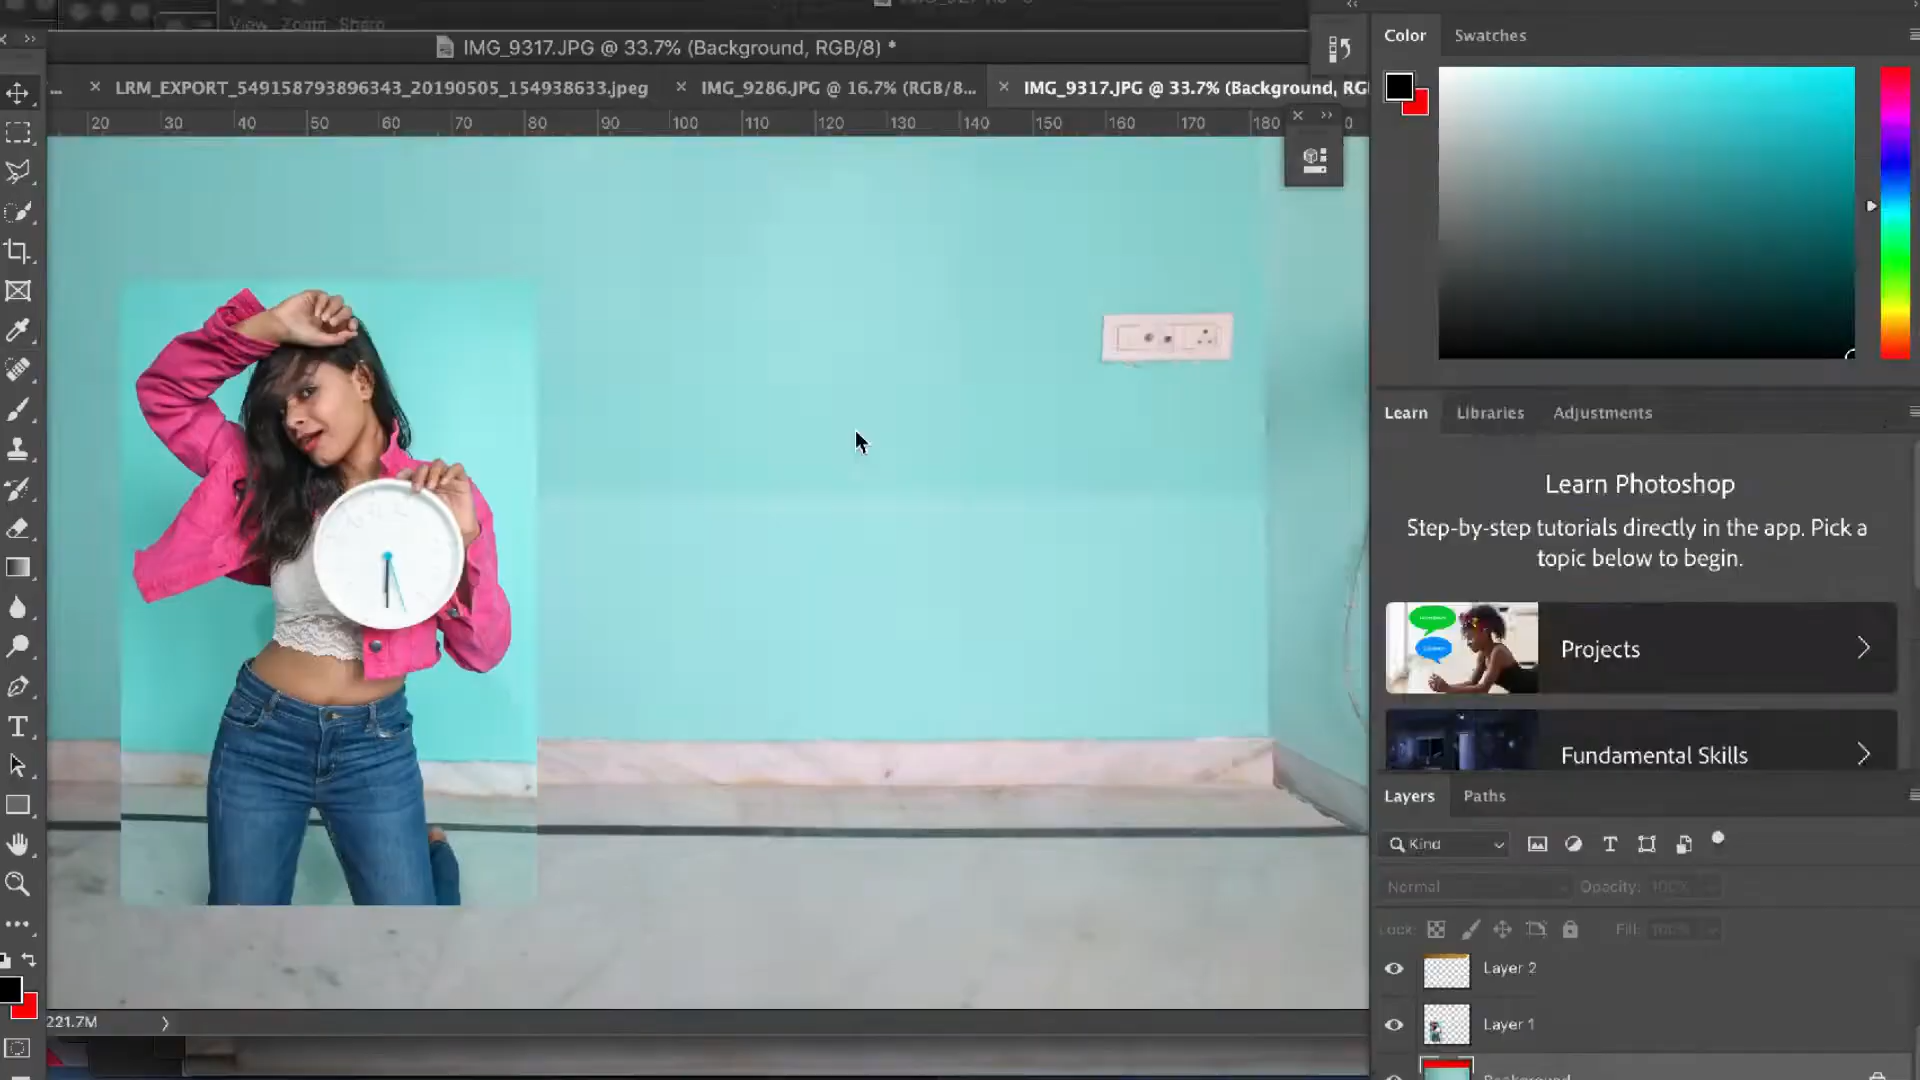 View Zoom Share
IMG_9317.JPG @ 33.7% (Background, RGB/8) *
... × LRM_EXPORT_549158793896343_20190505_154938633.jpeg × IMG_9286.JPG @ 16.7% (RGB/8... × IMG_9317.JPG @ 33.7% (Background, RG
20 30 40 50 60 70 80 90 100 110 120 130 140 150 160 170 180
Color Swatches
Learn Libraries Adjustments
Learn Photoshop
Step-by-step tutorials directly in the app. Pick a
topic below to begin.
Projects
Fundamental Skills
Layers Paths
Kind
Normal Opacity: 100%
Lock: Fill: 100%
Layer 2
Layer 1
Background
221.7M